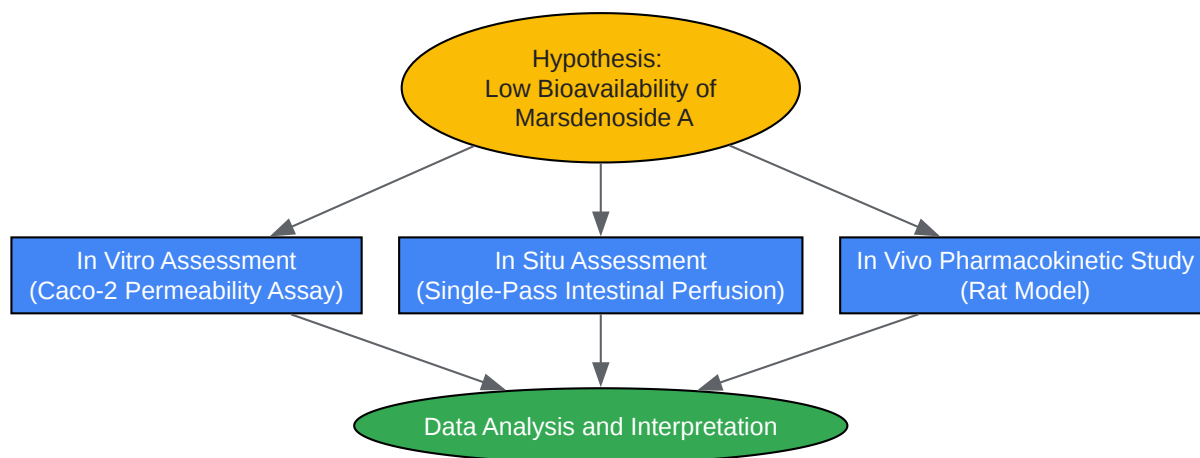 Hypothesis:
Low Bioavailability of
Marsdenoside A
In Vitro Assessment
(Caco-2 Permeability Assay)
In Situ Assessment
(Single-Pass Intestinal Perfusion)
In Vivo Pharmacokinetic Study
(Rat Model)
Data Analysis and Interpretation